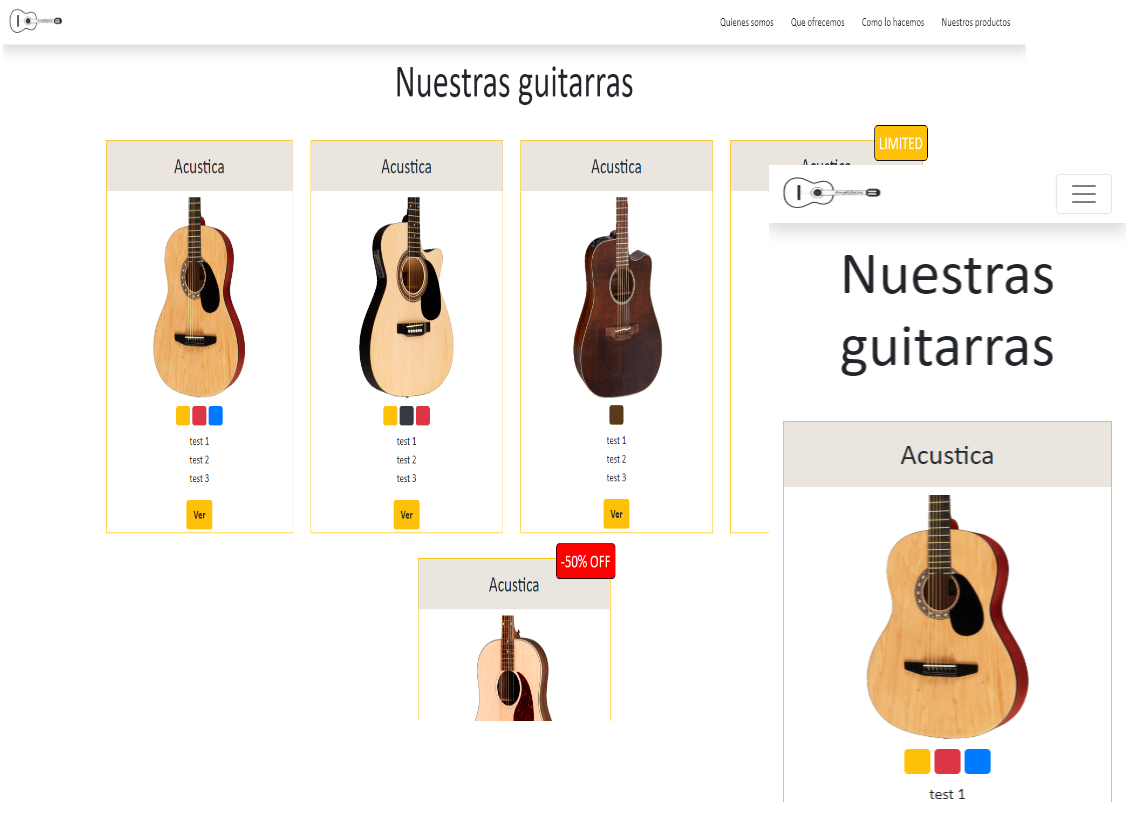 Quienes somos Que ofrecemos Como lo hacemos Nuestros productos
Nuestras guitarras
LIMITED
Acustica
Acustica
Acustica
Acustica
test 1
test 2
test 3
Ver
test 1
test 2
test 3
Ver
test 1
test 2
test 3
Ver
-50% OFF
Acustica
Nuestras
guitarras
Acustica
test 1